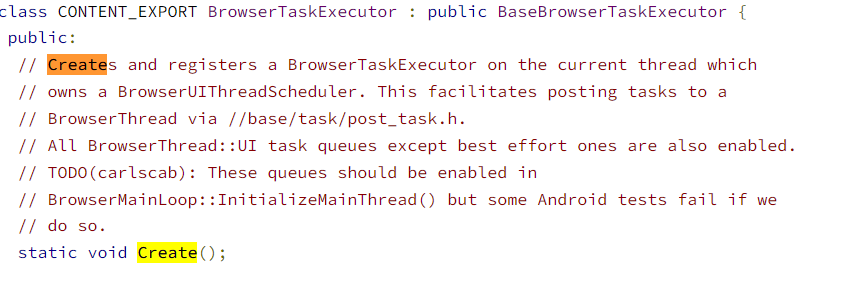 class CONTENT_EXPORT BrowserTaskExecutor : public BaseBrowserTaskExecutor {
public:
// Creates and registers a BrowserTaskExecutor on the current thread which
// owns a BrowserUIThreadScheduler. This facilitates posting tasks to a
// BrowserThread via //base/task/post_task.h.
// All BrowserThread::UI task queues except best effort ones are also enabled.
// TODO(carlscab): These queues should be enabled in
// BrowserMainLoop::InitializeMainThread() but some Android tests fail if we
// do so.
static void Create();